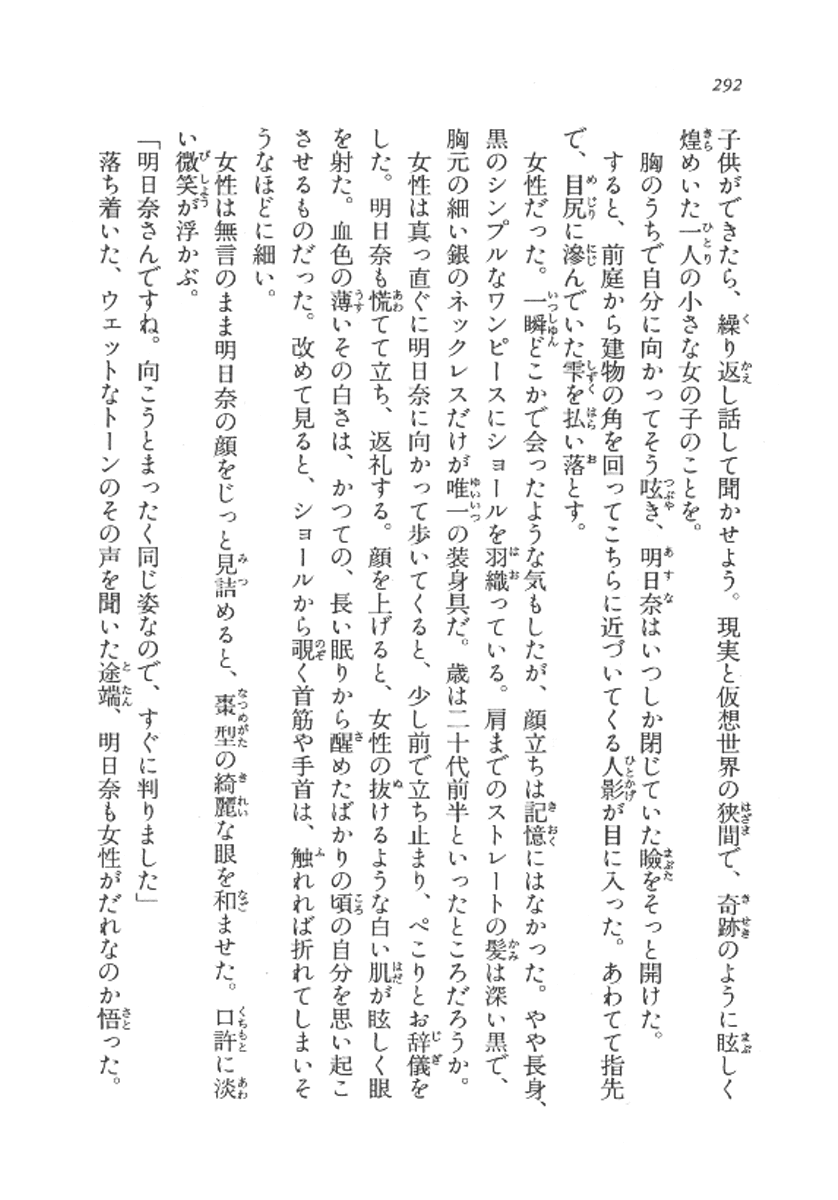 292
子供ができたら、繰り返し話して聞かせよう。現実と仮想世界の狭間で、奇跡のように眩しく
煌めいた一人の小さな女の子のことを。
胸のうちで自分に向かってそう呟き、明日奈はいつしか閉じていた瞼をそっと開けた。
すると、前庭から建物の角を回ってこちらに近づいてくる人影が目に入った。あわてて指先
で、目尻に滲んでいた雫を払い落とす。
女性だった。一瞬どこかで会ったような気もしたが、顔立ちは記憶にはなかった。やや長身、
黒のシンプルなワンピースにショールを羽織っている。肩までのストレートの髪は深い黒で、
胸元の細い銀のネックレスだけが唯一の装身具だ。歳は二十代前半といったところだろうか。
女性は真っ直ぐに明日奈に向かって歩いてくると、少し前で立ち止まり、ぺこりとお辞儀を
した。明日奈も慌てて立ち、返礼する。顔を上げると、女性の抜けるような白い肌が眩しく眼
を射た。血色の薄いその白さは、かつての、長い眠りから醒めたばかりの頃の自分を思い起こ
させるものだった。改めて見ると、ショールから覗く首筋や手首は、触れれば折れてしまいそ
うなほどに細い。
女性は無言のまま明日奈の顔をじっと見詰めると、棗型の綺麗な眼を和ませた。口許に淡
い微笑が浮かぶ。
「明日奈さんですね。向こうとまったく同じ姿なので、すぐに判りました」
落ち着いた、ウェットなトーンのその声を聞いた途端、明日奈も女性がだれなのか悟った。